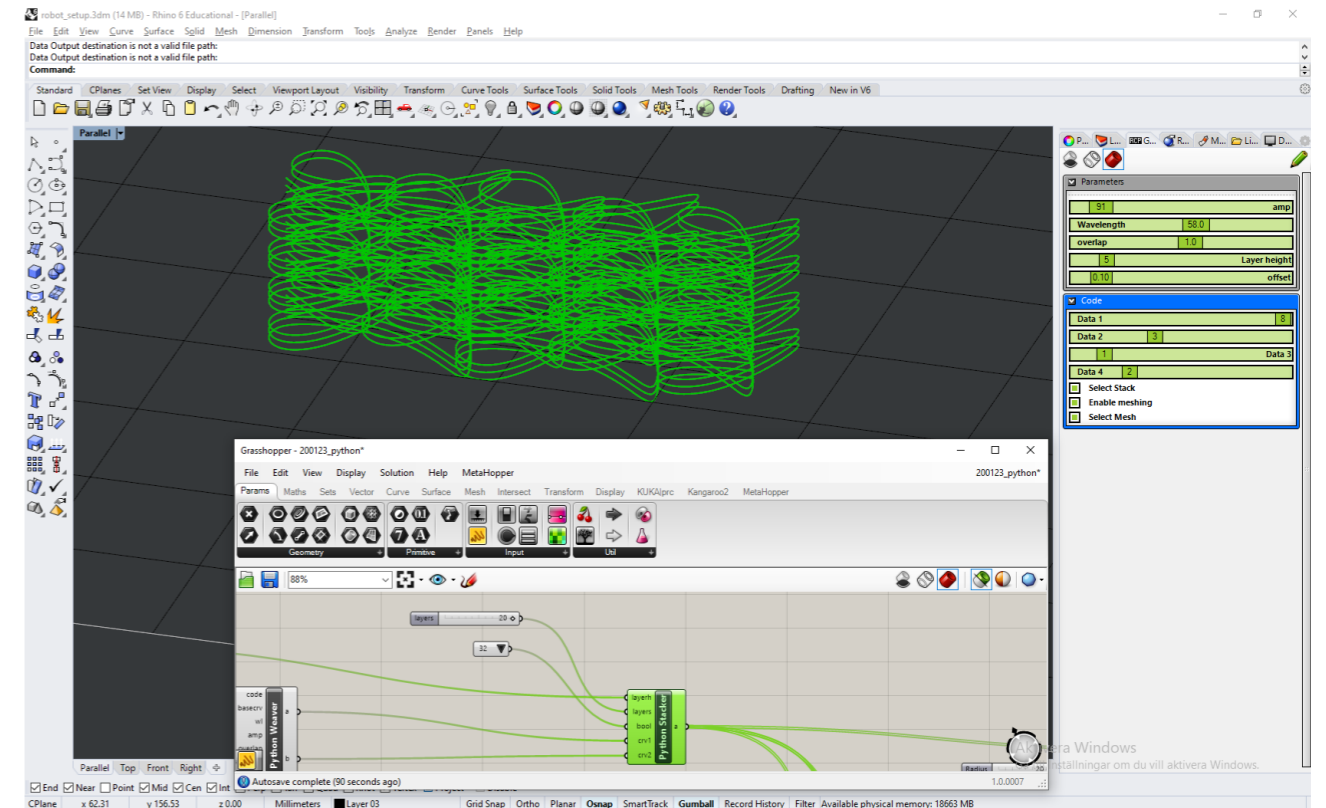 robot_setup.3dm (14 MB) - Rhino 6 Educational - [Parallel]
File Edit View Curve Surface Solid Mesh Dimension Transform Tools Analyze Render Panels Help
Data Output destination is not a valid file path:
Data Output destination is not a valid file path:
Command:
Standard CPlanes Set View Display Select Viewport Layout Visibility Transform Curve Tools Surface Tools Solid Tools Mesh Tools Render Tools Drafting New in V6
Parallel
P... L... G... R... M... Li... D...
Parameters
91 amp
Wavelength 58.0
overlap 1.0
5 Layer height
0.10 offset
Code
Data 1 8
Data 2 3
1 Data 3
Data 4 2
Select Stack
Enable meshing
Select Mesh
Grasshopper - 200123_python*
File Edit View Display Solution Help MetaHopper 200123_python*
Params Maths Sets Vector Curve Surface Mesh Intersect Transform Display KUKA|prc Kangaroo2 MetaHopper
Geometry Primitive Input Util
88%
layers 20
32
code
basecrv
wl
amp
overlap
Python Weaver
a
b
layerh
layers
bool
crv1
crv2
Python Stacker
a
Radius 20
Aktivera Windows
nställningar om du vill aktivera Windows.
Autosave complete (90 seconds ago) 1.0.0007
Parallel Top Front Right
End Near Point Mid Cen Int
CPlane x 62.31 y 156.53 z 0.00 Millimeters Layer 03 Grid Snap Ortho Planar Osnap SmartTrack Gumball Record History Filter Available physical memory: 18663 MB